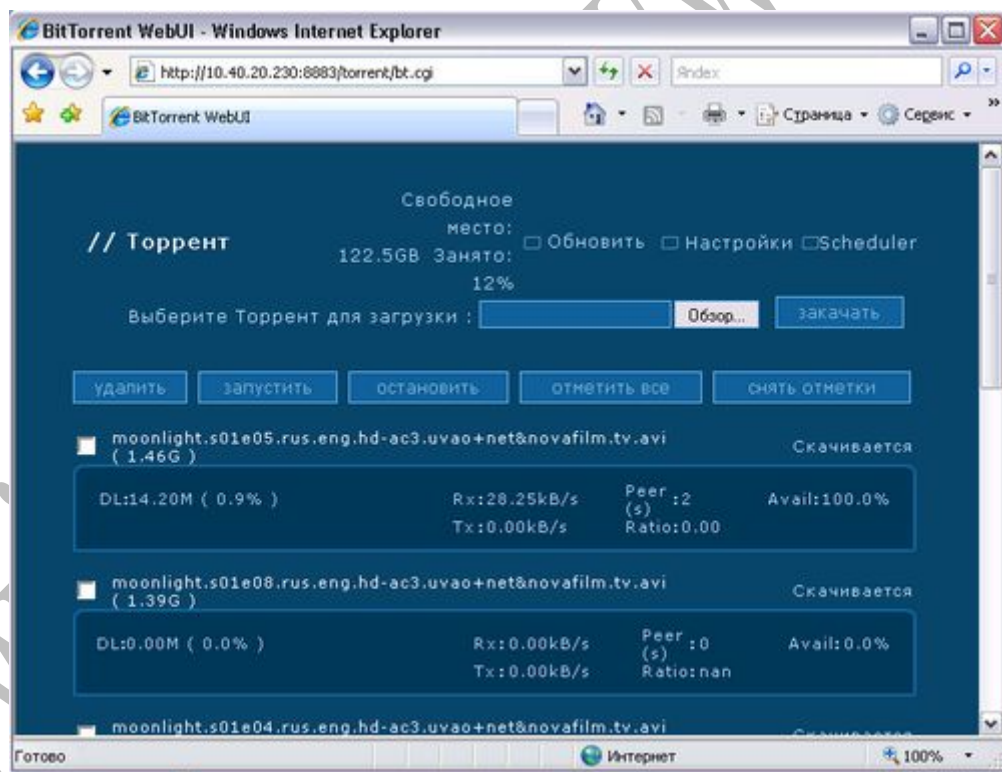 BitTorrent WebUI - Windows Internet Explorer
http://10.40.20.230:8883/torrent/bt.cgi
Яndex
BitTorrent WebUI
Страница
Сервис
»
Свободное
место:
// Торрент
122.5GB Занято:
12%
Обновить Настройки Scheduler
Выберите Торрент для загрузки :
Обзор...
закачать
удалить запустить остановить отметить все снять отметки
moonlight.s01e05.rus.eng.hd-ac3.uvao+net&novafilm.tv.avi
( 1.46G )
Скачивается
DL:14.20M ( 0.9% )
Rx:28.25kB/s
Tx:0.00kB/s
Peer
(s) :2
Ratio:0.00
Avail:100.0%
moonlight.s01e08.rus.eng.hd-ac3.uvao+net&novafilm.tv.avi
( 1.39G )
Скачивается
DL:0.00M ( 0.0% )
Rx:0.00kB/s
Tx:0.00kB/s
Peer
(s) :0
Ratio:nan
Avail:0.0%
moonlight.s01e04.rus.eng.hd-ac3.uvao+net&novafilm.tv.avi
Скачивается
Готово
Интернет
100%